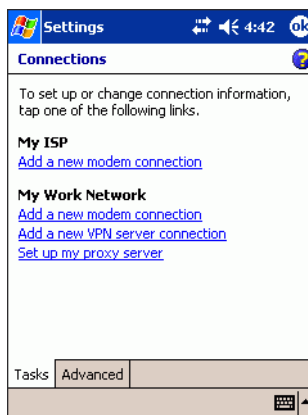 Settings 4:42 ok
Connections ?
To set up or change connection information,
tap one of the following links.
My ISP
Add a new modem connection
My Work Network
Add a new modem connection
Add a new VPN server connection
Set up my proxy server
Tasks Advanced